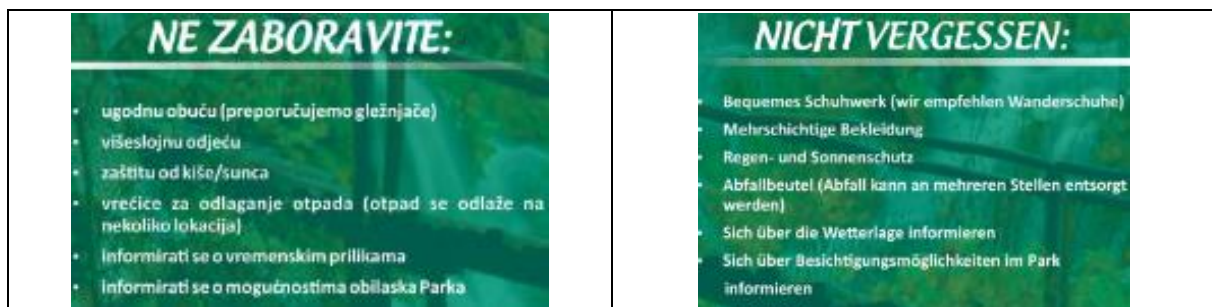 NE ZABORAVITE:
• ugodnu obuću (preporučujemo gležnjače)
• višeslojnu odjeću
• zaštitu od kiše/sunca
• vrećice za odlaganje otpada (otpad se odlaže na
nekoliko lokacija)
• informirati se o vremenskim prilikama
• informirati se o mogućnostima obilaska Parka
NICHT VERGESSEN:
• Bequemes Schuhwerk (wir empfehlen Wanderschuhe)
• Mehrschichtige Bekleidung
• Regen- und Sonnenschutz
• Abfallbeutel (Abfall kann an mehreren Stellen entsorgt
werden)
• Sich über die Wetterlage informieren
• Sich über Besichtigungsmöglichkeiten im Park
informieren